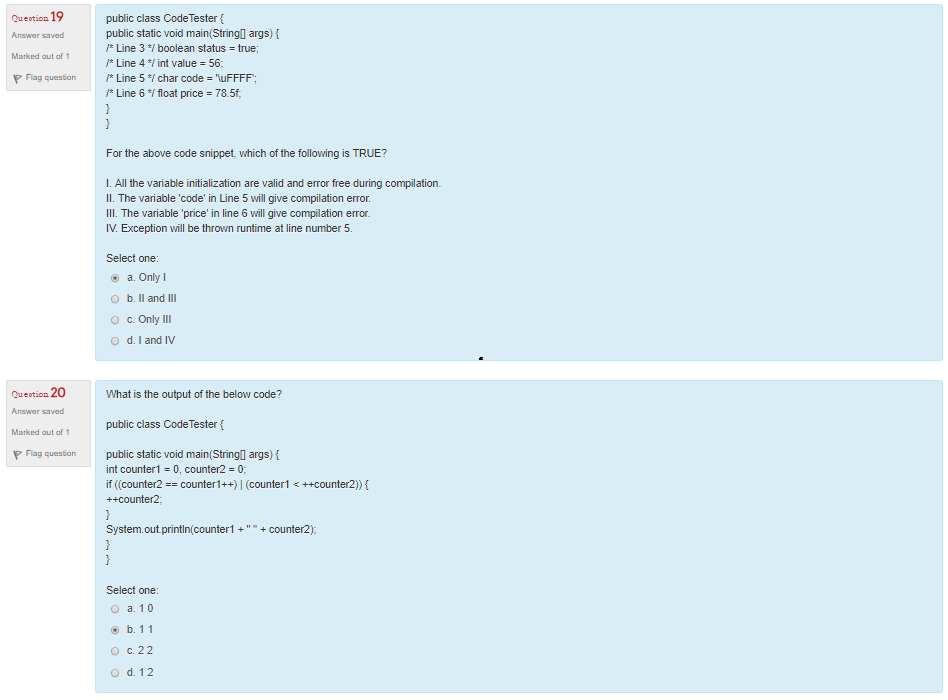 Question 19
Answer saved
Marked out of 1
Flag question
public class CodeTester {
public static void main(String[] args) {
/* Line 3 */ boolean status = true;
/* Line 4 */ int value = 56;
/* Line 5 */ char code = '\uFFFF';
/* Line 6 */ float price = 78.5f;
}
}
For the above code snippet, which of the following is TRUE?
I. All the variable initialization are valid and error free during compilation.
II. The variable 'code' in Line 5 will give compilation error.
III. The variable 'price' in line 6 will give compilation error.
IV. Exception will be thrown runtime at line number 5.
Select one:
a. Only I
b. II and III
c. Only III
d. I and IV
Question 20
Answer saved
Marked out of 1
Flag question
What is the output of the below code?
public class CodeTester {
public static void main(String[] args) {
int counter1 = 0, counter2 = 0;
if ((counter2 == counter1++) | (counter1 < ++counter2)) {
++counter2;
}
System.out.println(counter1 + " " + counter2);
}
}
Select one:
a. 1 0
b. 1 1
c. 2 2
d. 1 2